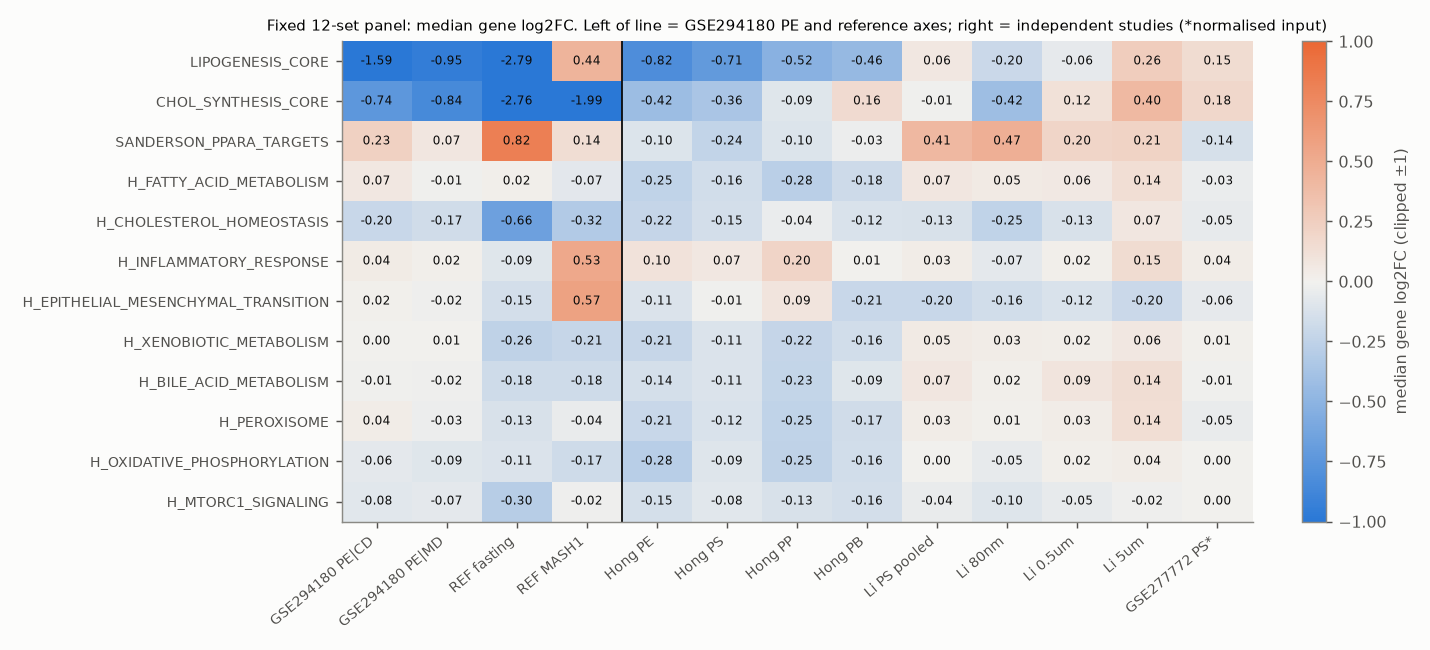 Fixed 12-set panel: median gene log2FC. Left of line = GSE294180 PE and reference axes; right = independent studies (*normalised input)
LIPOGENESIS_CORE -1.59 -0.95 -2.79 0.44 -0.82 -0.71 -0.52 -0.46 0.06 -0.20 -0.06 0.26 0.15
CHOL_SYNTHESIS_CORE -0.74 -0.84 -2.76 -1.99 -0.42 -0.36 -0.09 0.16 -0.01 -0.42 0.12 0.40 0.18
SANDERSON_PPARA_TARGETS 0.23 0.07 0.82 0.14 -0.10 -0.24 -0.10 -0.03 0.41 0.47 0.20 0.21 -0.14
H_FATTY_ACID_METABOLISM 0.07 -0.01 0.02 -0.07 -0.25 -0.16 -0.28 -0.18 0.07 0.05 0.06 0.14 -0.03
H_CHOLESTEROL_HOMEOSTASIS -0.20 -0.17 -0.66 -0.32 -0.22 -0.15 -0.04 -0.12 -0.13 -0.25 -0.13 0.07 -0.05
H_INFLAMMATORY_RESPONSE 0.04 0.02 -0.09 0.53 0.10 0.07 0.20 0.01 0.03 -0.07 0.02 0.15 0.04
H_EPITHELIAL_MESENCHYMAL_TRANSITION 0.02 -0.02 -0.15 0.57 -0.11 -0.01 0.09 -0.21 -0.20 -0.16 -0.12 -0.20 -0.06
H_XENOBIOTIC_METABOLISM 0.00 0.01 -0.26 -0.21 -0.21 -0.11 -0.22 -0.16 0.05 0.03 0.02 0.06 0.01
H_BILE_ACID_METABOLISM -0.01 -0.02 -0.18 -0.18 -0.14 -0.11 -0.23 -0.09 0.07 0.02 0.09 0.14 -0.01
H_PEROXISOME 0.04 -0.03 -0.13 -0.04 -0.21 -0.12 -0.25 -0.17 0.03 0.01 0.03 0.14 -0.05
H_OXIDATIVE_PHOSPHORYLATION -0.06 -0.09 -0.11 -0.17 -0.28 -0.09 -0.25 -0.16 0.00 -0.05 0.02 0.04 0.00
H_MTORC1_SIGNALING -0.08 -0.07 -0.30 -0.02 -0.15 -0.08 -0.13 -0.16 -0.04 -0.10 -0.05 -0.02 0.00
GSE294180 PE|CD
GSE294180 PE|MD
REF fasting
REF MASH1
Hong PE
Hong PS
Hong PP
Hong PB
Li PS pooled
Li 80nm
Li 0.5um
Li 5um
GSE277772 PS*
1.00
0.75
0.50
0.25
0.00
−0.25
−0.50
−0.75
−1.00
median gene log2FC (clipped ±1)